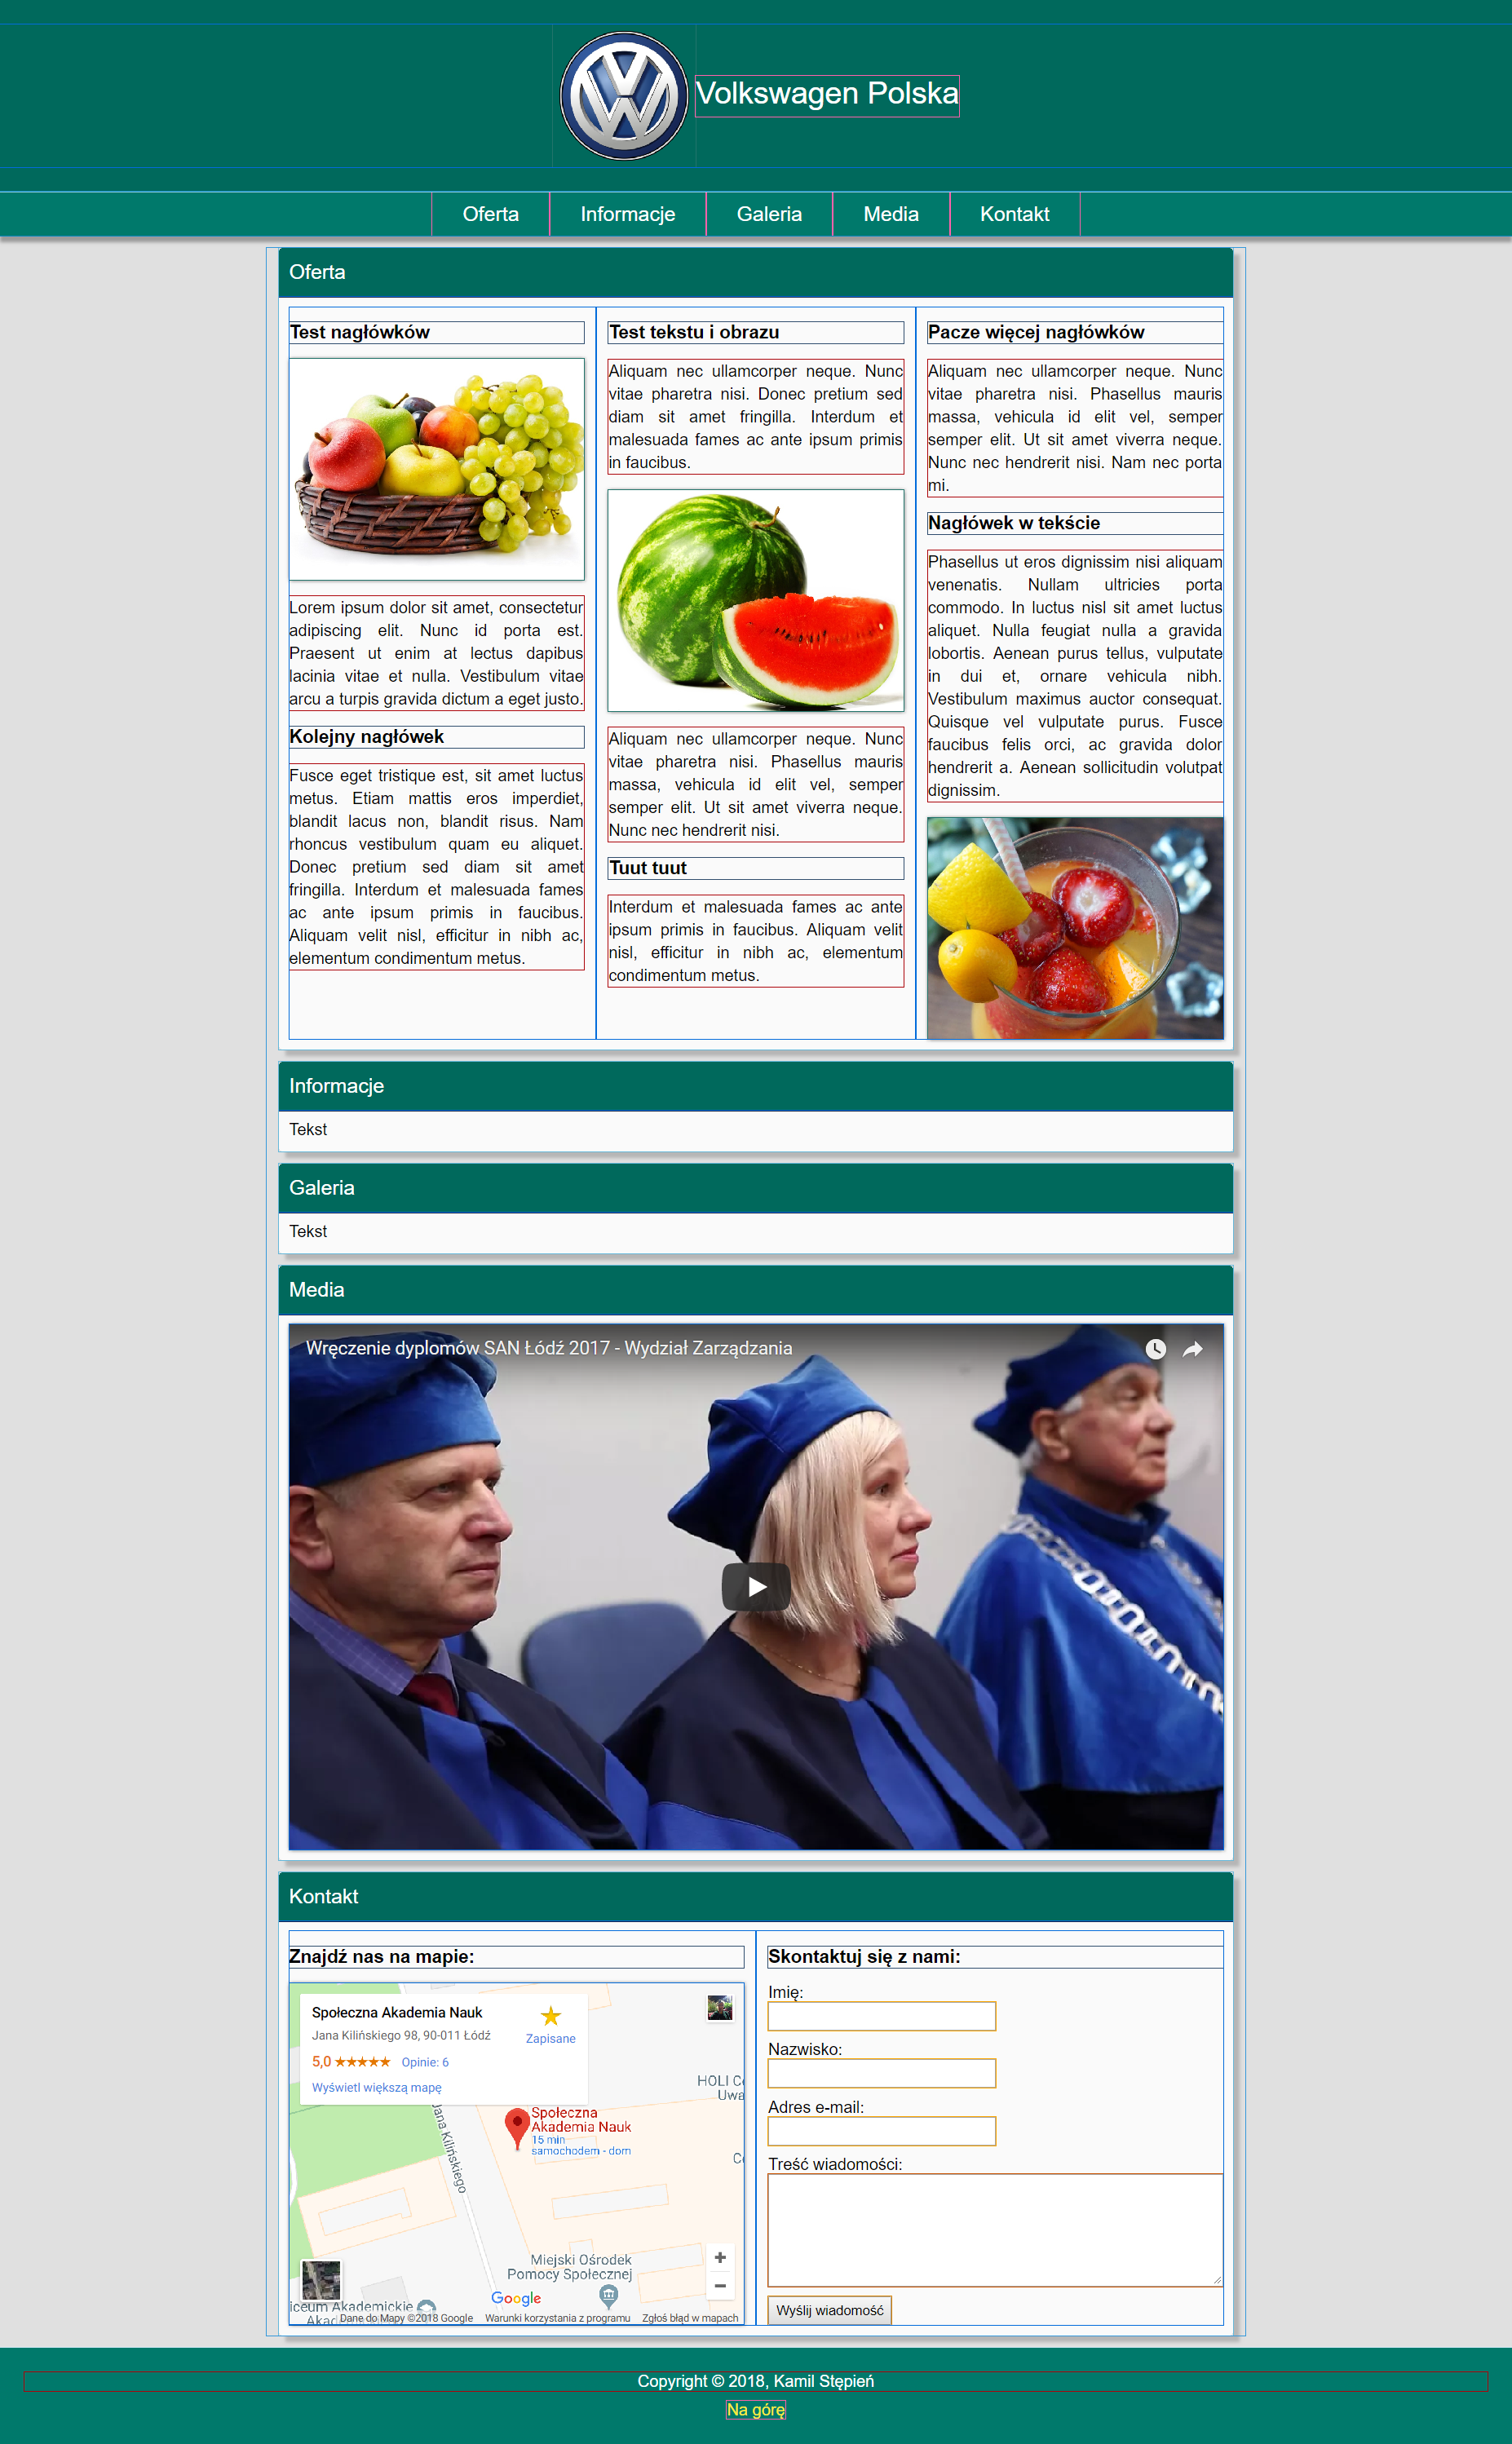 Volkswagen Polska
Oferta
Informacje
Galeria
Media
Kontakt
Oferta
Test nagłówków
Lorem ipsum dolor sit amet, consectetur
adipiscing elit. Nunc id porta est.
Praesent ut enim at lectus dapibus
lacinia vitae et nulla. Vestibulum vitae
arcu a turpis gravida dictum a eget justo.
Kolejny nagłówek
Fusce eget tristique est, sit amet luctus
metus. Etiam mattis eros imperdiet,
blandit lacus non, blandit risus. Nam
rhoncus vestibulum quam eu aliquet.
Donec pretium sed diam sit amet
fringilla. Interdum et malesuada fames
ac ante ipsum primis in faucibus.
Aliquam velit nisl, efficitur in nibh ac,
elementum condimentum metus.
Test tekstu i obrazu
Aliquam nec ullamcorper neque. Nunc
vitae pharetra nisi. Donec pretium sed
diam sit amet fringilla. Interdum et
malesuada fames ac ante ipsum primis
in faucibus.
Aliquam nec ullamcorper neque. Nunc
vitae pharetra nisi. Phasellus mauris
massa, vehicula id elit vel, semper
semper elit. Ut sit amet viverra neque.
Nunc nec hendrerit nisi.
Tuut tuut
Interdum et malesuada fames ac ante
ipsum primis in faucibus. Aliquam velit
nisl, efficitur in nibh ac, elementum
condimentum metus.
Pacze więcej nagłówków
Aliquam nec ullamcorper neque. Nunc
vitae pharetra nisi. Phasellus mauris
massa, vehicula id elit vel, semper
semper elit. Ut sit amet viverra neque.
Nunc nec hendrerit nisi. Nam nec porta
mi.
Nagłówek w tekście
Phasellus ut eros dignissim nisi aliquam
venenatis. Nullam ultricies porta
commodo. In luctus nisl sit amet luctus
aliquet. Nulla feugiat nulla a gravida
lobortis. Aenean purus tellus, vulputate
in dui et, ornare vehicula nibh.
Vestibulum maximus auctor consequat.
Quisque vel vulputate purus. Fusce
faucibus felis orci, ac gravida dolor
hendrerit a. Aenean sollicitudin volutpat
dignissim.
Informacje
Tekst
Galeria
Tekst
Media
Wręczenie dyplomów SAN Łódź 2017 - Wydział Zarządzania
Kontakt
Znajdź nas na mapie:
Społeczna Akademia Nauk
Jana Kilińskiego 98, 90-011 Łódź
Zapisane
5,0 ★★★★★ Opinie: 6
Wyświetl większą mapę
HOLI Ce
Uwa
Jana Kilińskiego
Społeczna
Akademia Nauk
15 min
samochodem - dom
Miejski Ośrodek
Pomocy Społecznej
iceum Akademickie
Akad
Google
Dane do Mapy ©2018 Google
Warunki korzystania z programu
Zgłoś błąd w mapach
Skontaktuj się z nami:
Imię:
Nazwisko:
Adres e-mail:
Treść wiadomości:
Wyślij wiadomość
Copyright © 2018, Kamil Stępień
Na górę